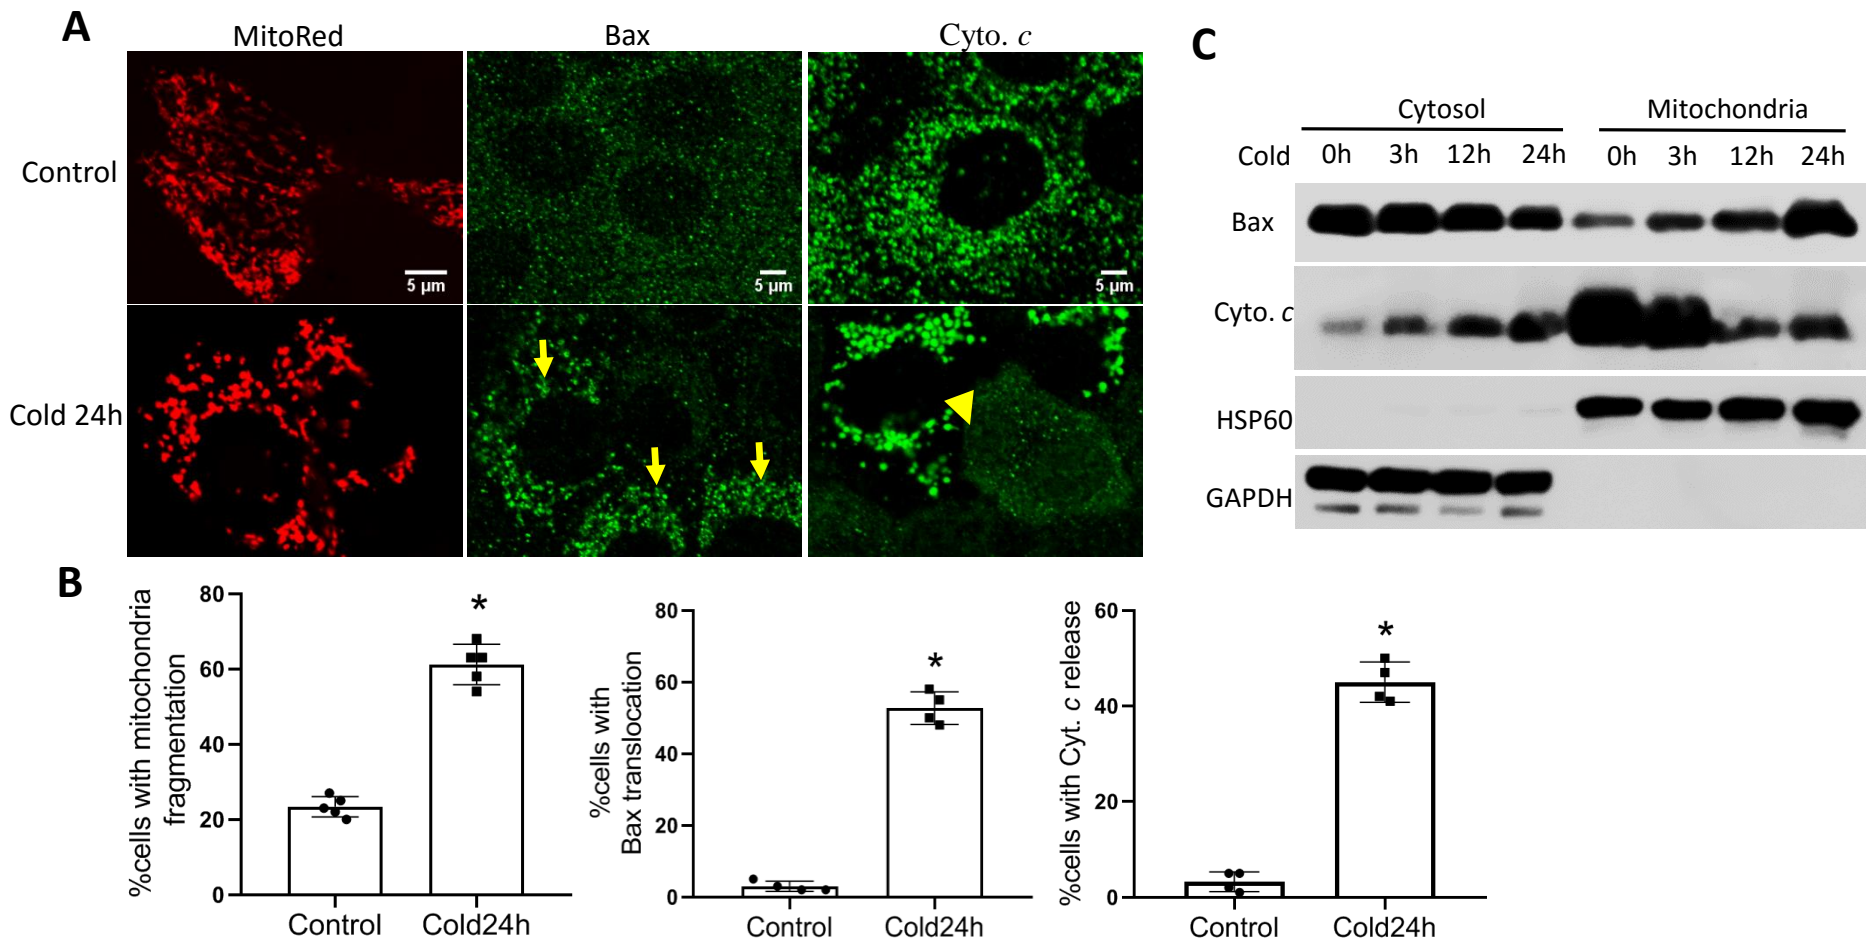 A
MitoRed
Bax
Cyto. c
Control
5 µm
5 µm
5 µm
Cold 24h
C
Cytosol
Mitochondria
Cold
0h
3h
12h
24h
0h
3h
12h
24h
Bax
Cyto. c
HSP60
GAPDH
B
%cells with mitochondria
fragmentation
80
60
40
20
0
*
Control
Cold24h
%cells with
Bax translocation
80
60
40
20
0
*
Control
Cold24h
%cells with Cyt. c release
60
40
20
0
*
Control
Cold24h